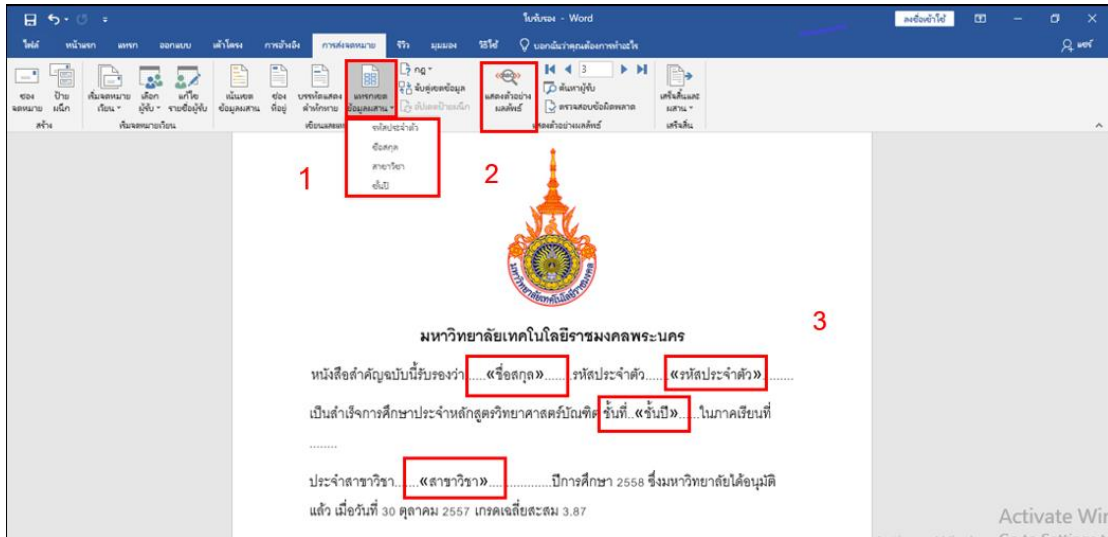 ใบรับรอง - Word
ลงชื่อเข้าใช้
ไฟล์ หน้าแรก แทรก ออกแบบ เค้าโครง การอ้างอิง การส่งจดหมาย รีวิว มุมมอง วิธีใช้ บอกฉันว่าคุณต้องการทำอะไร แชร์
ซองจดหมาย
ป้ายผนึก
เริ่มจดหมายเวียน
เลือกผู้รับ
แก้ไขรายชื่อผู้รับ
เน้นเขตข้อมูลผสาน
ช่องที่อยู่
บรรทัดแสดงคำทักทาย
แทรกเขตข้อมูลผสาน
กฎ
จับคู่เขตข้อมูล
อัปเดตป้ายผนึก
แสดงตัวอย่างผลลัพธ์
3
ค้นหาผู้รับ
ตรวจสอบข้อผิดพลาด
เสร็จสิ้นและผสาน
สร้าง เริ่มจดหมายเวียน เขียนและแทรก แสดงตัวอย่างผลลัพธ์ เสร็จสิ้น
รหัสประจำตัว
ชื่อสกุล
สาขาวิชา
ชั้นปี
1
2
3
มหาวิทยาลัยเทคโนโลยีราชมงคล
มหาวิทยาลัยเทคโนโลยีราชมงคลพระนคร
หนังสือสำคัญฉบับนี้รับรองว่า......«ชื่อสกุล»........รหัสประจำตัว.......«รหัสประจำตัว»..........
เป็นสำเร็จการศึกษาประจำหลักสูตรวิทยาศาสตร์บัณฑิต ชั้นที่..«ชั้นปี»......ในภาคเรียนที่
.........
ประจำสาขาวิชา.......«สาขาวิชา»..................ปีการศึกษา 2558 ซึ่งมหาวิทยาลัยได้อนุมัติ
แล้ว เมื่อวันที่ 30 ตุลาคม 2557 เกรดเฉลี่ยสะสม 3.87
Activate Wir